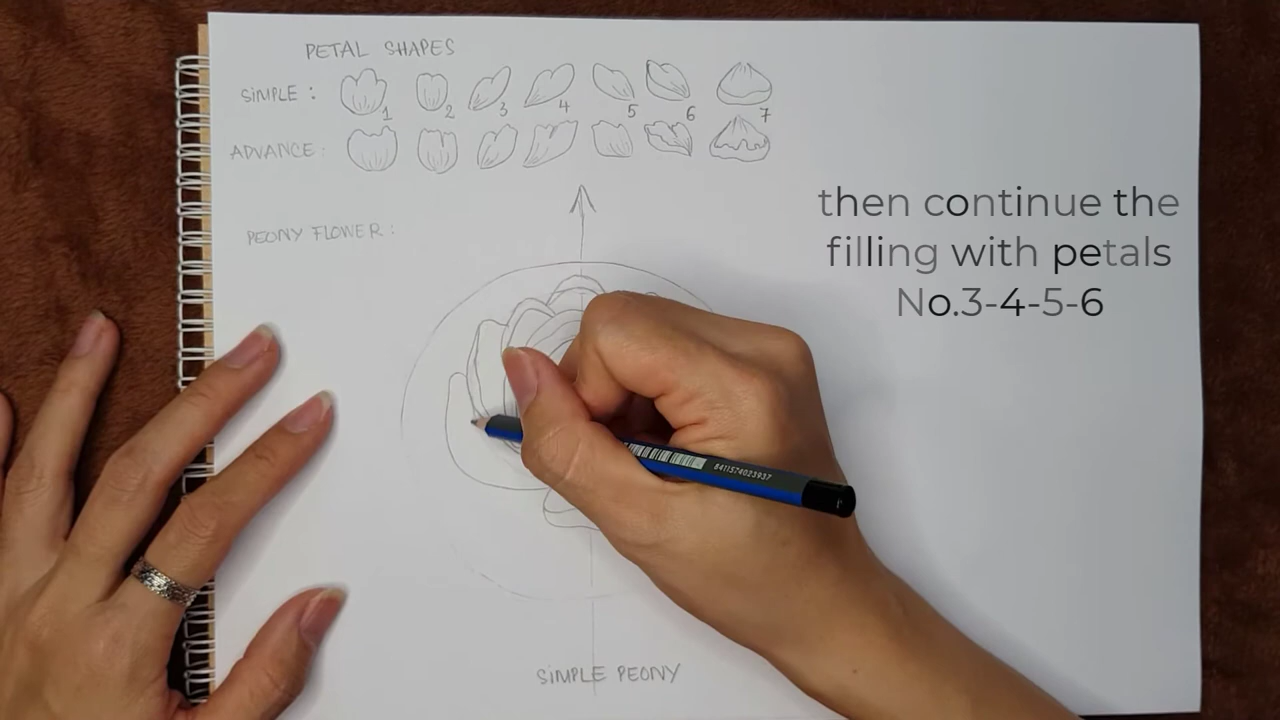 PETAL SHAPES
SIMPLE :
1 2 3 4 5 6 7
ADVANCE :
then continue the
filling with petals
No.3-4-5-6
PEONY FLOWER :
8411574023937
SIMPLE PEONY